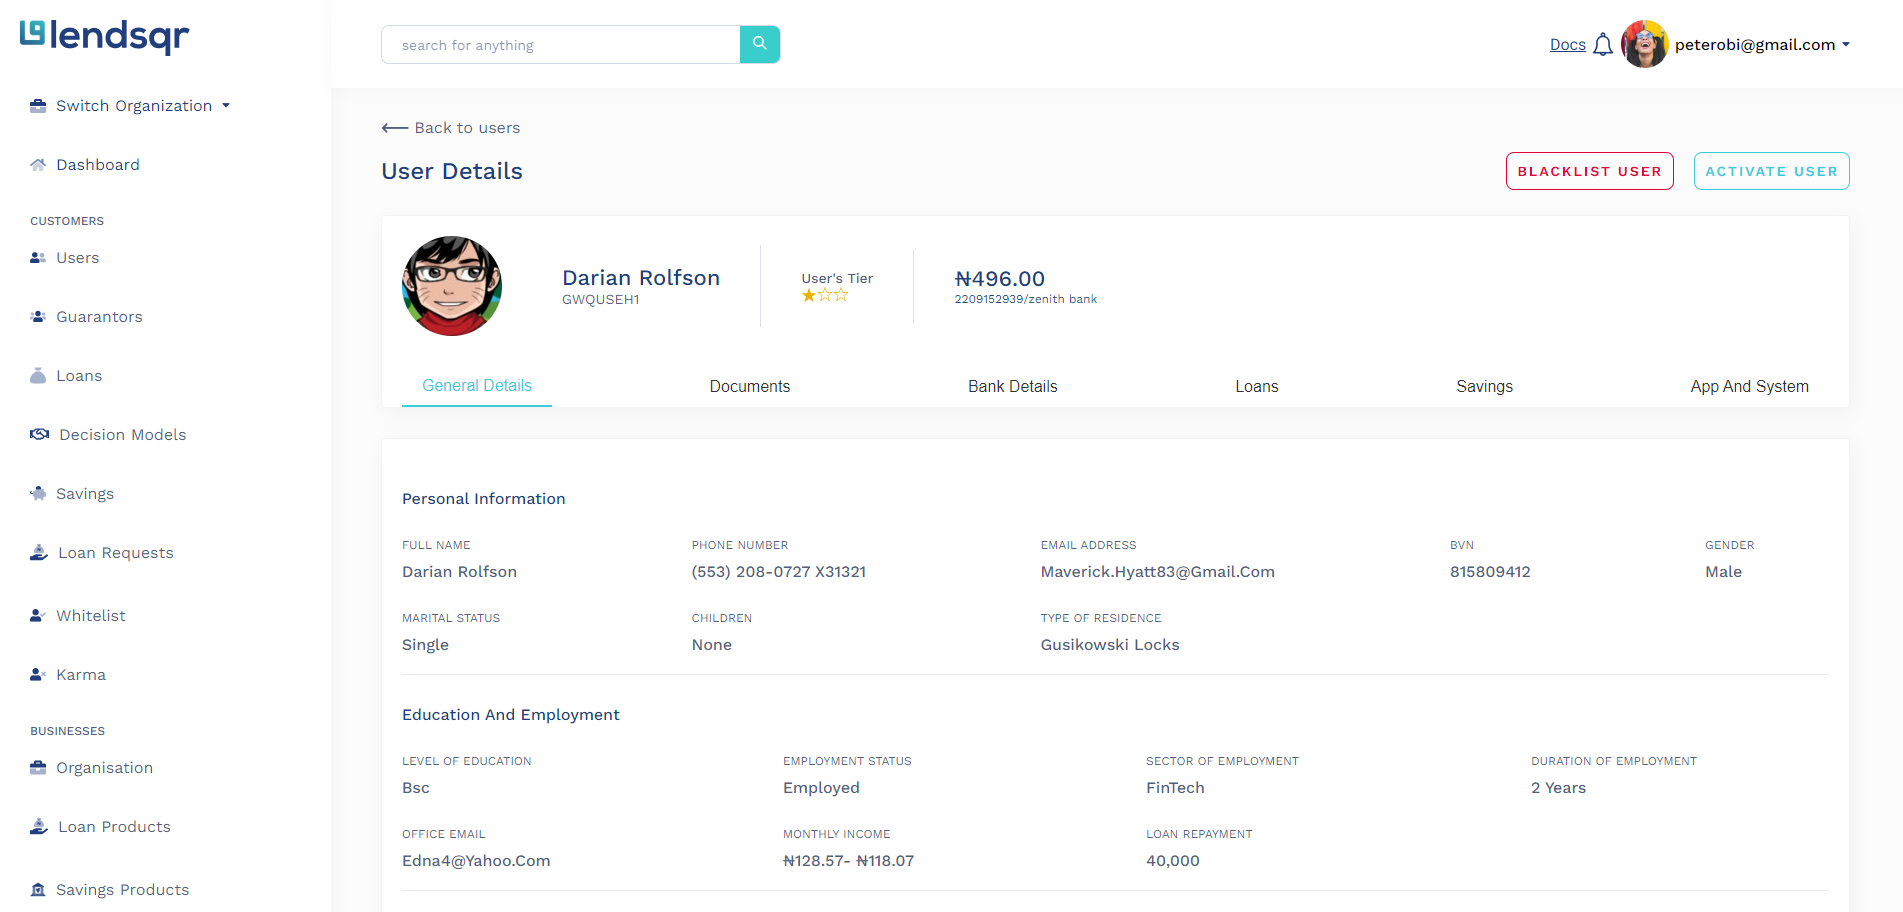 lendsqr
search for anything
Docs
peterobi@gmail.com
Switch Organization
Dashboard
CUSTOMERS
Users
Guarantors
Loans
Decision Models
Savings
Loan Requests
Whitelist
Karma
BUSINESSES
Organisation
Loan Products
Savings Products
Back to users
User Details
BLACKLIST USER
ACTIVATE USER
Darian Rolfson
GWQUSEH1
User's Tier
₦496.00
2209152939/zenith bank
General Details
Documents
Bank Details
Loans
Savings
App And System
Personal Information
FULL NAME
Darian Rolfson
PHONE NUMBER
(553) 208-0727 X31321
EMAIL ADDRESS
Maverick.Hyatt83@Gmail.Com
BVN
815809412
GENDER
Male
MARITAL STATUS
Single
CHILDREN
None
TYPE OF RESIDENCE
Gusikowski Locks
Education And Employment
LEVEL OF EDUCATION
Bsc
EMPLOYMENT STATUS
Employed
SECTOR OF EMPLOYMENT
FinTech
DURATION OF EMPLOYMENT
2 Years
OFFICE EMAIL
Edna4@Yahoo.Com
MONTHLY INCOME
₦128.57- ₦118.07
LOAN REPAYMENT
40,000